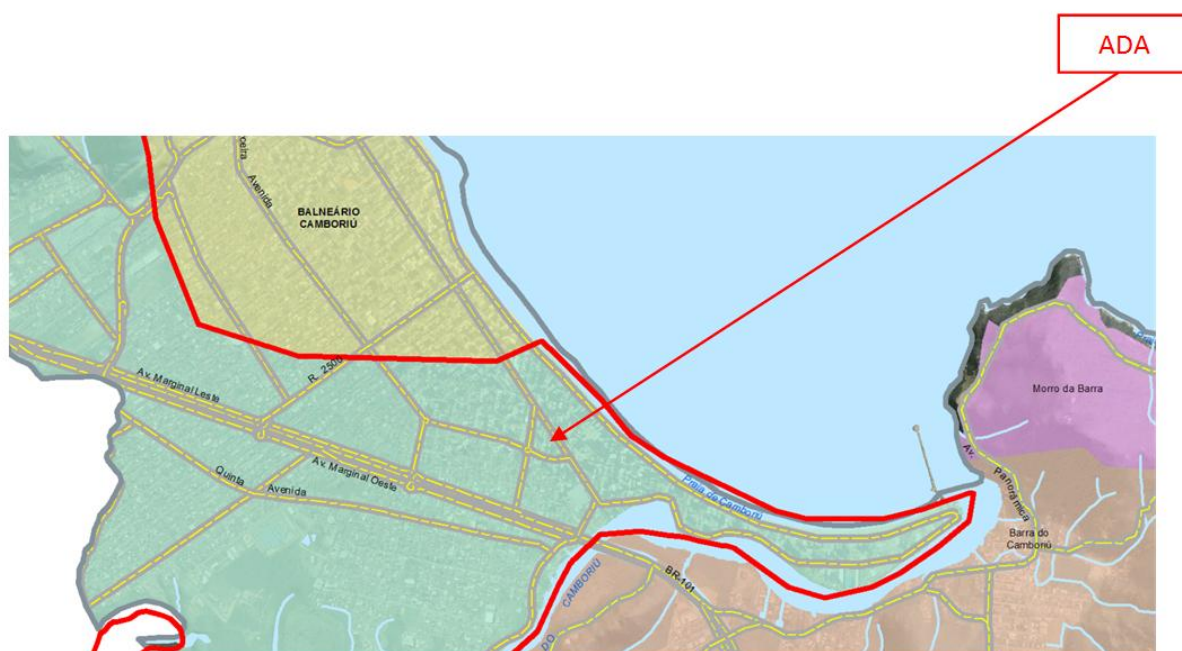 ADA
Avenida
BALNEÁRIO
CAMBORIÚ
R. 2500
Av. Marginal Leste
Morro da Barra
Av. Marginal Oeste
Quinta
Avenida
Praia de Camboriú
Av.
Panorâmica
Barra do
Camboriú
BR-101
CAMBORIÚ